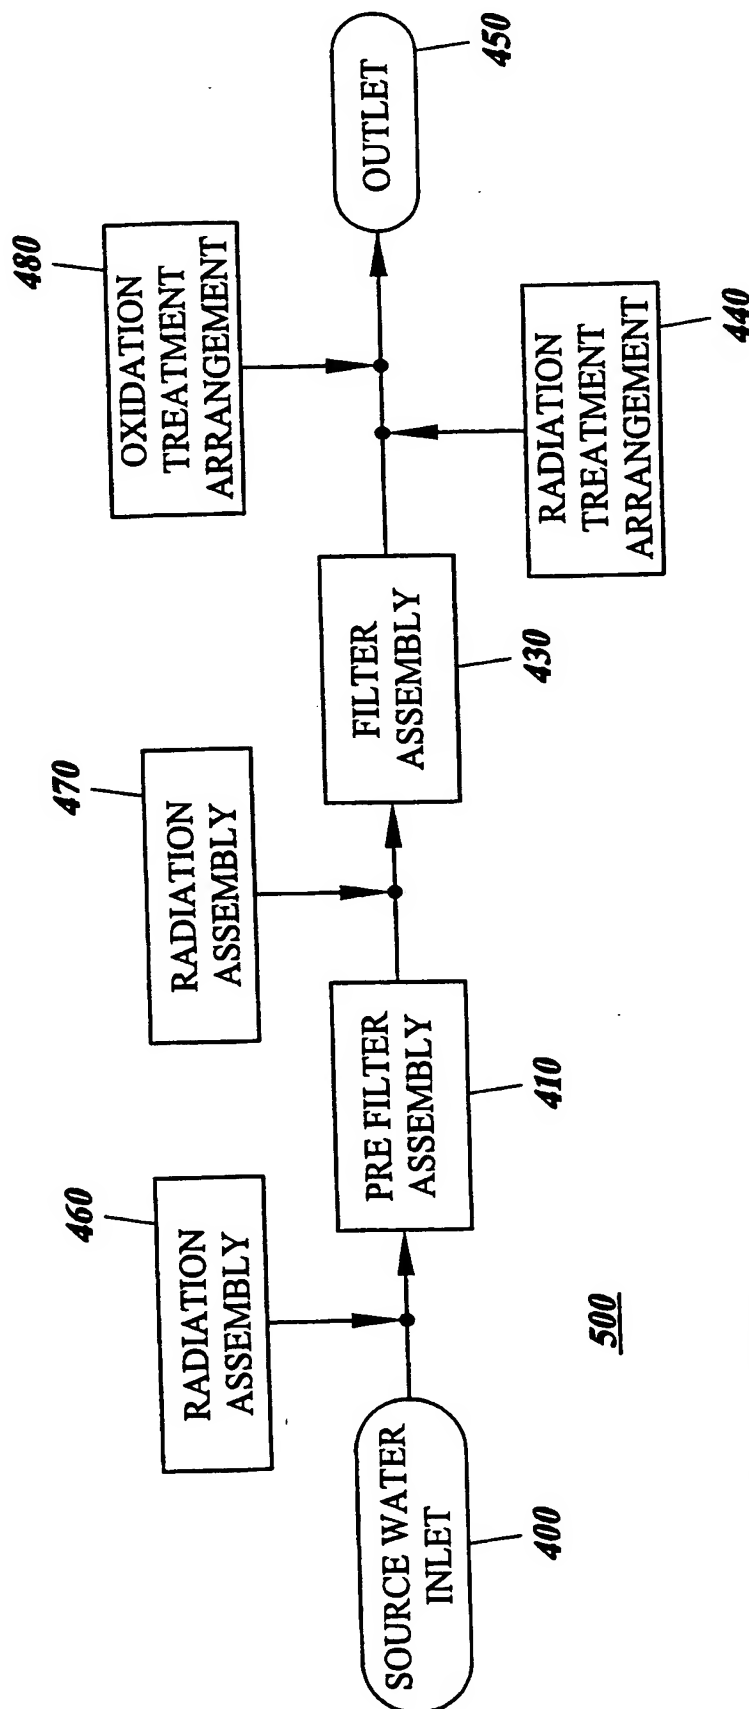 480
450
OXIDATION
TREATMENT
ARRANGEMENT
OUTLET
470
RADIATION
ASSEMBLY
FILTER
ASSEMBLY
430
RADIATION
TREATMENT
ARRANGEMENT
440
460
RADIATION
ASSEMBLY
PRE FILTER
ASSEMBLY
410
SOURCE WATER
INLET
400
500